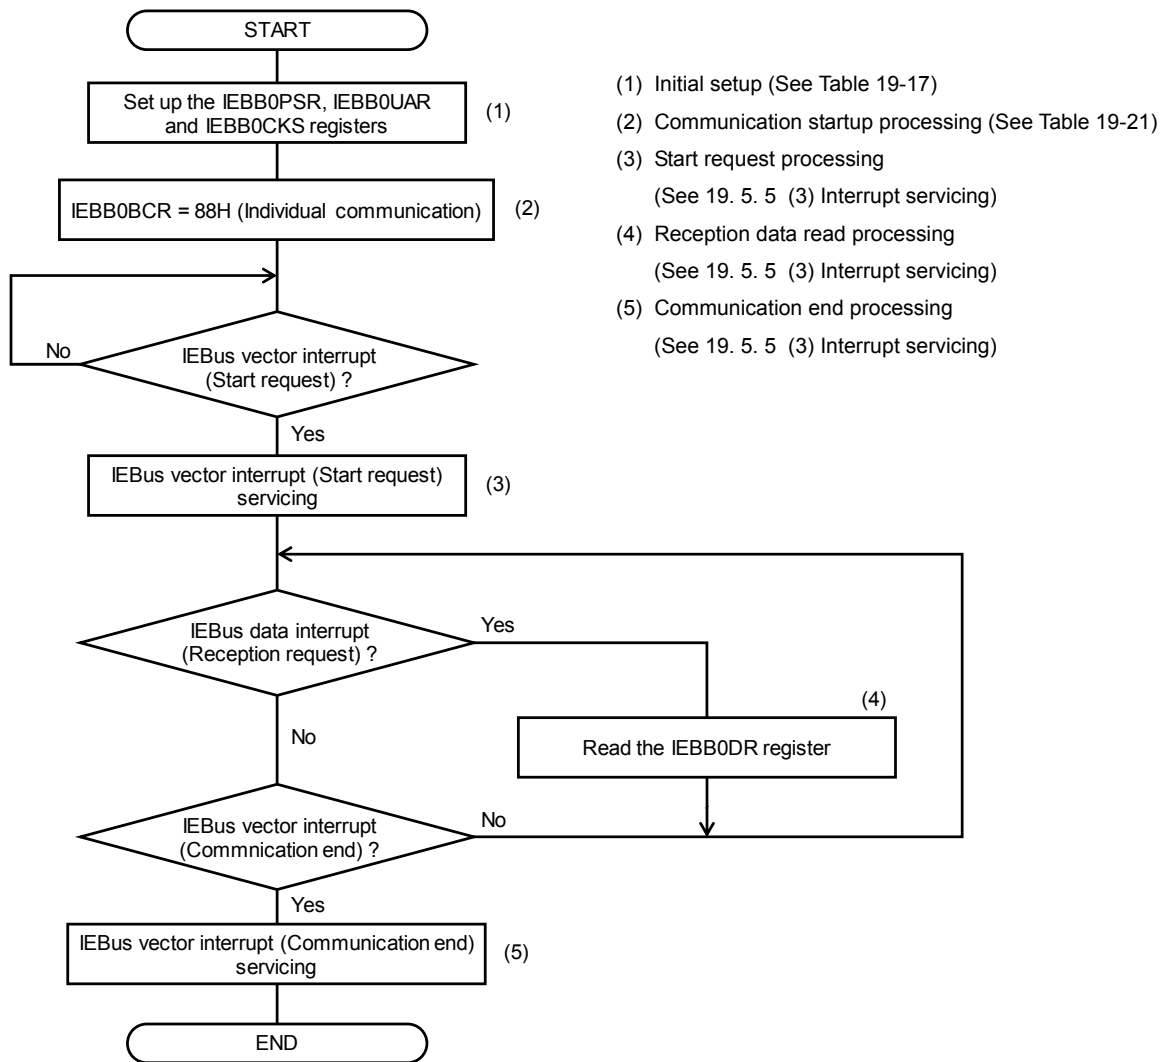 START
Set up the IEBB0PSR, IEBB0UAR
and IEBB0CKS registers
(1)
IEBB0BCR = 88H (Individual communication)
(2)
No
IEBus vector interrupt
(Start request) ?
Yes
IEBus vector interrupt (Start request)
servicing
(3)
IEBus data interrupt
(Reception request) ?
Yes
(4)
Read the IEBB0DR register
No
IEBus vector interrupt
(Commnication end) ?
No
Yes
IEBus vector interrupt (Communication end)
servicing
(5)
END
(1) Initial setup (See Table 19-17)
(2) Communication startup processing (See Table 19-21)
(3) Start request processing
(See 19. 5. 5 (3) Interrupt servicing)
(4) Reception data read processing
(See 19. 5. 5 (3) Interrupt servicing)
(5) Communication end processing
(See 19. 5. 5 (3) Interrupt servicing)